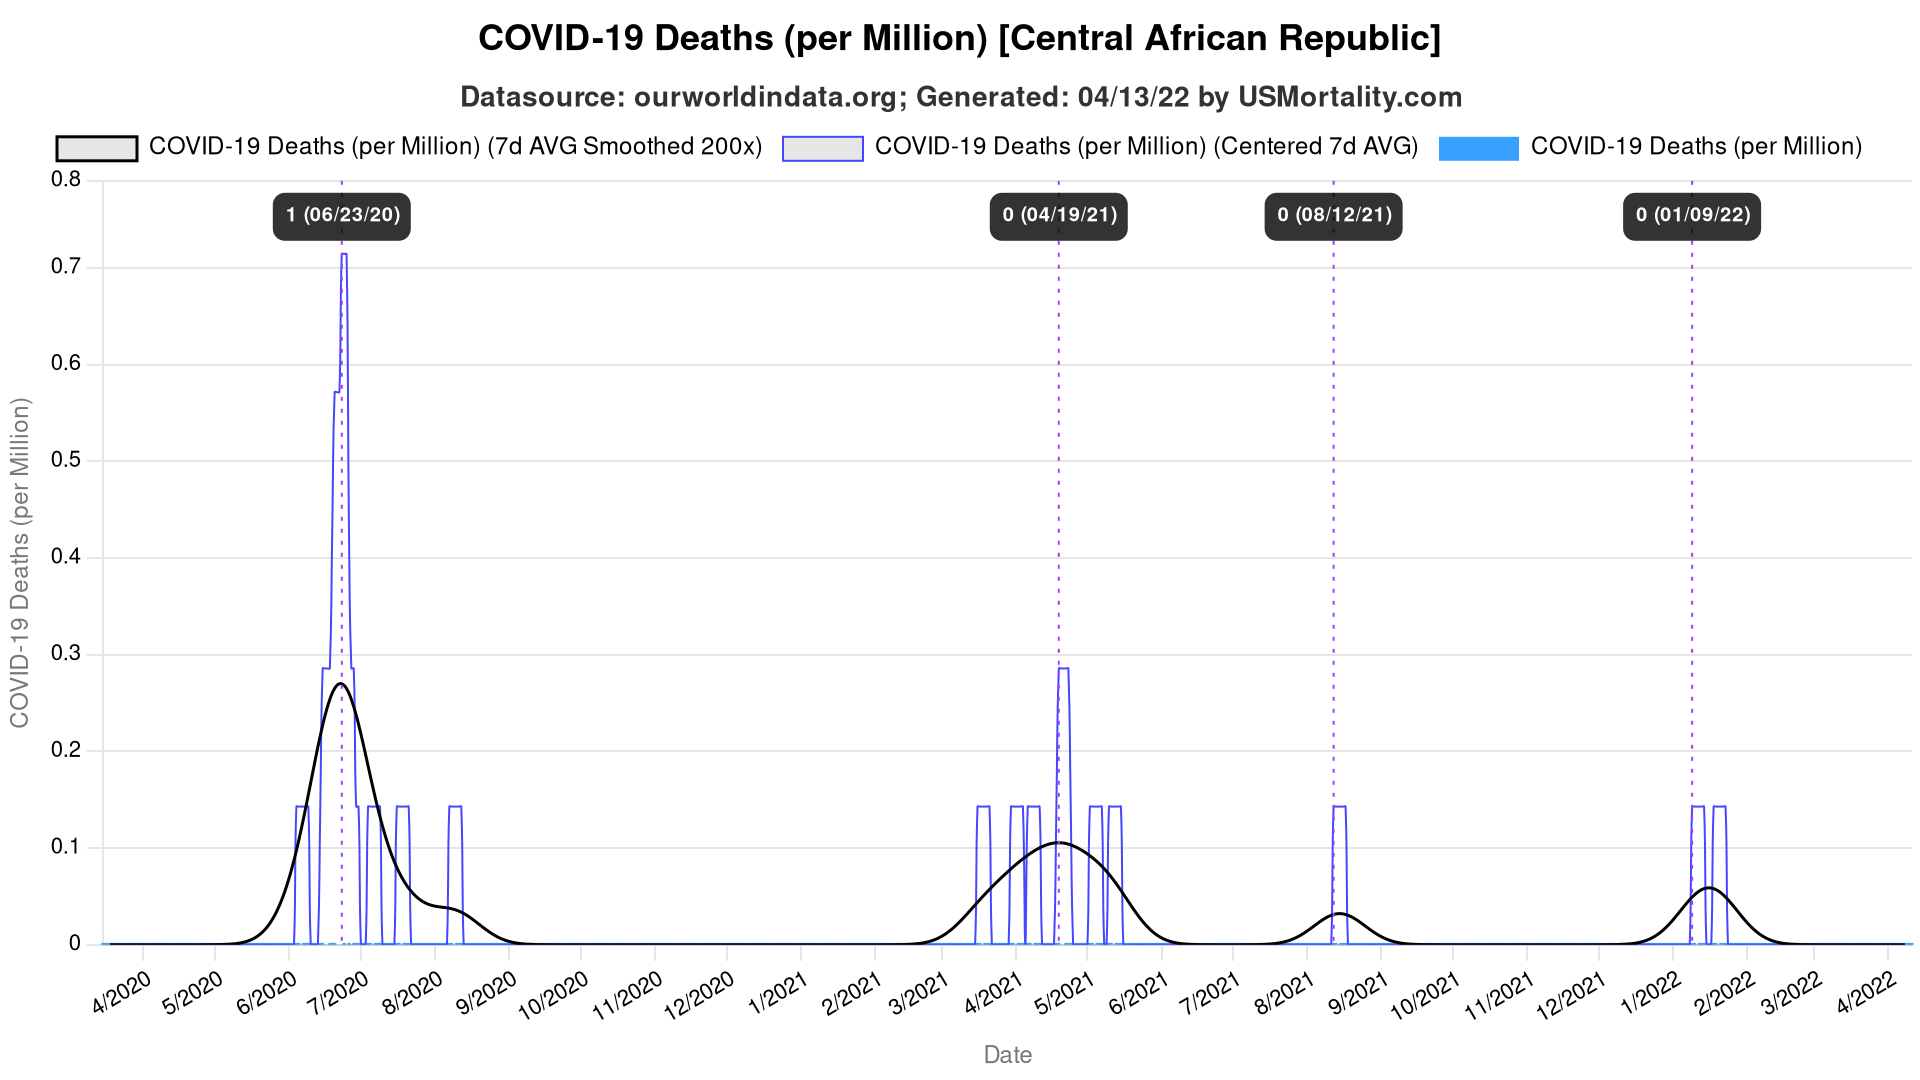 COVID-19 Deaths (per Million) [Central African Republic]
Datasource: ourworldindata.org; Generated: 04/13/22 by USMortality.com
COVID-19 Deaths (per Million) (7d AVG Smoothed 200x) COVID-19 Deaths (per Million) (Centered 7d AVG) COVID-19 Deaths (per Million)
1 (06/23/20) 0 (04/19/21) 0 (08/12/21) 0 (01/09/22)
COVID-19 Deaths (per Million)
0.8
0.7
0.6
0.5
0.4
0.3
0.2
0.1
0
4/2020 5/2020 6/2020 7/2020 8/2020 9/2020 10/2020 11/2020 12/2020 1/2021 2/2021 3/2021 4/2021 5/2021 6/2021 7/2021 8/2021 9/2021 10/2021 11/2021 12/2021 1/2022 2/2022 3/2022 4/2022
Date